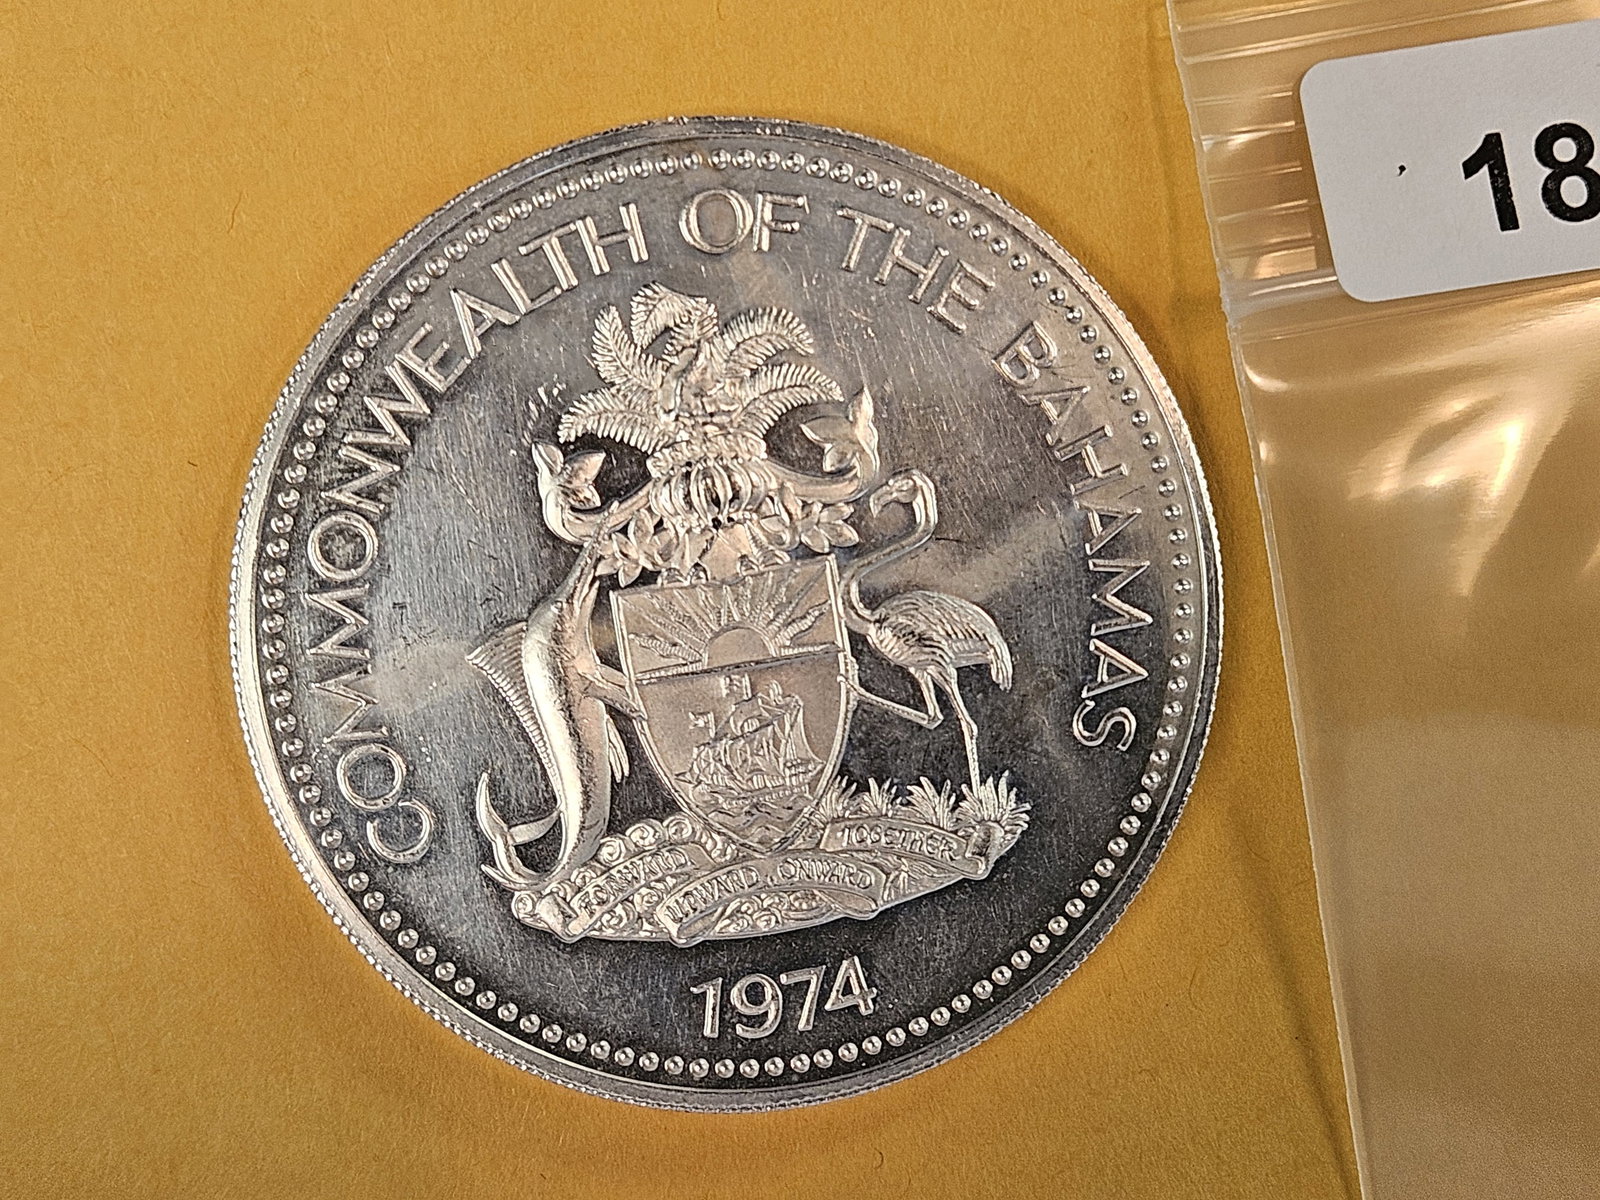 COMMONWEALTH OF THE BAHAMAS
FORWARD
UPWARD ONWARD
TOGETHER
1974
18